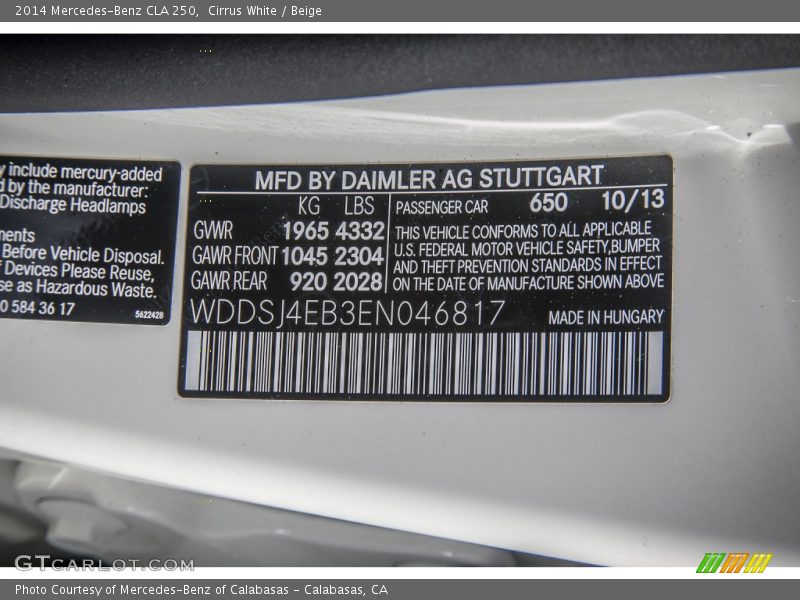 2014 Mercedes-Benz CLA 250, Cirrus White / Beige
y include mercury-added
d by the manufacturer:
Discharge Headlamps
nents
Before Vehicle Disposal.
f Devices Please Reuse,
se as Hazardous Waste.
0 584 36 17
5622428
MFD BY DAIMLER AG STUTTGART
KG LBS
GWR 1965 4332
GAWR FRONT 1045 2304
GAWR REAR 920 2028
PASSENGER CAR 650 10/13
THIS VEHICLE CONFORMS TO ALL APPLICABLE
U.S. FEDERAL MOTOR VEHICLE SAFETY,BUMPER
AND THEFT PREVENTION STANDARDS IN EFFECT
ON THE DATE OF MANUFACTURE SHOWN ABOVE
WDDSJ4EB3EN046817
MADE IN HUNGARY
GTCARLOT.COM
Photo Courtesy of Mercedes-Benz of Calabasas - Calabasas, CA